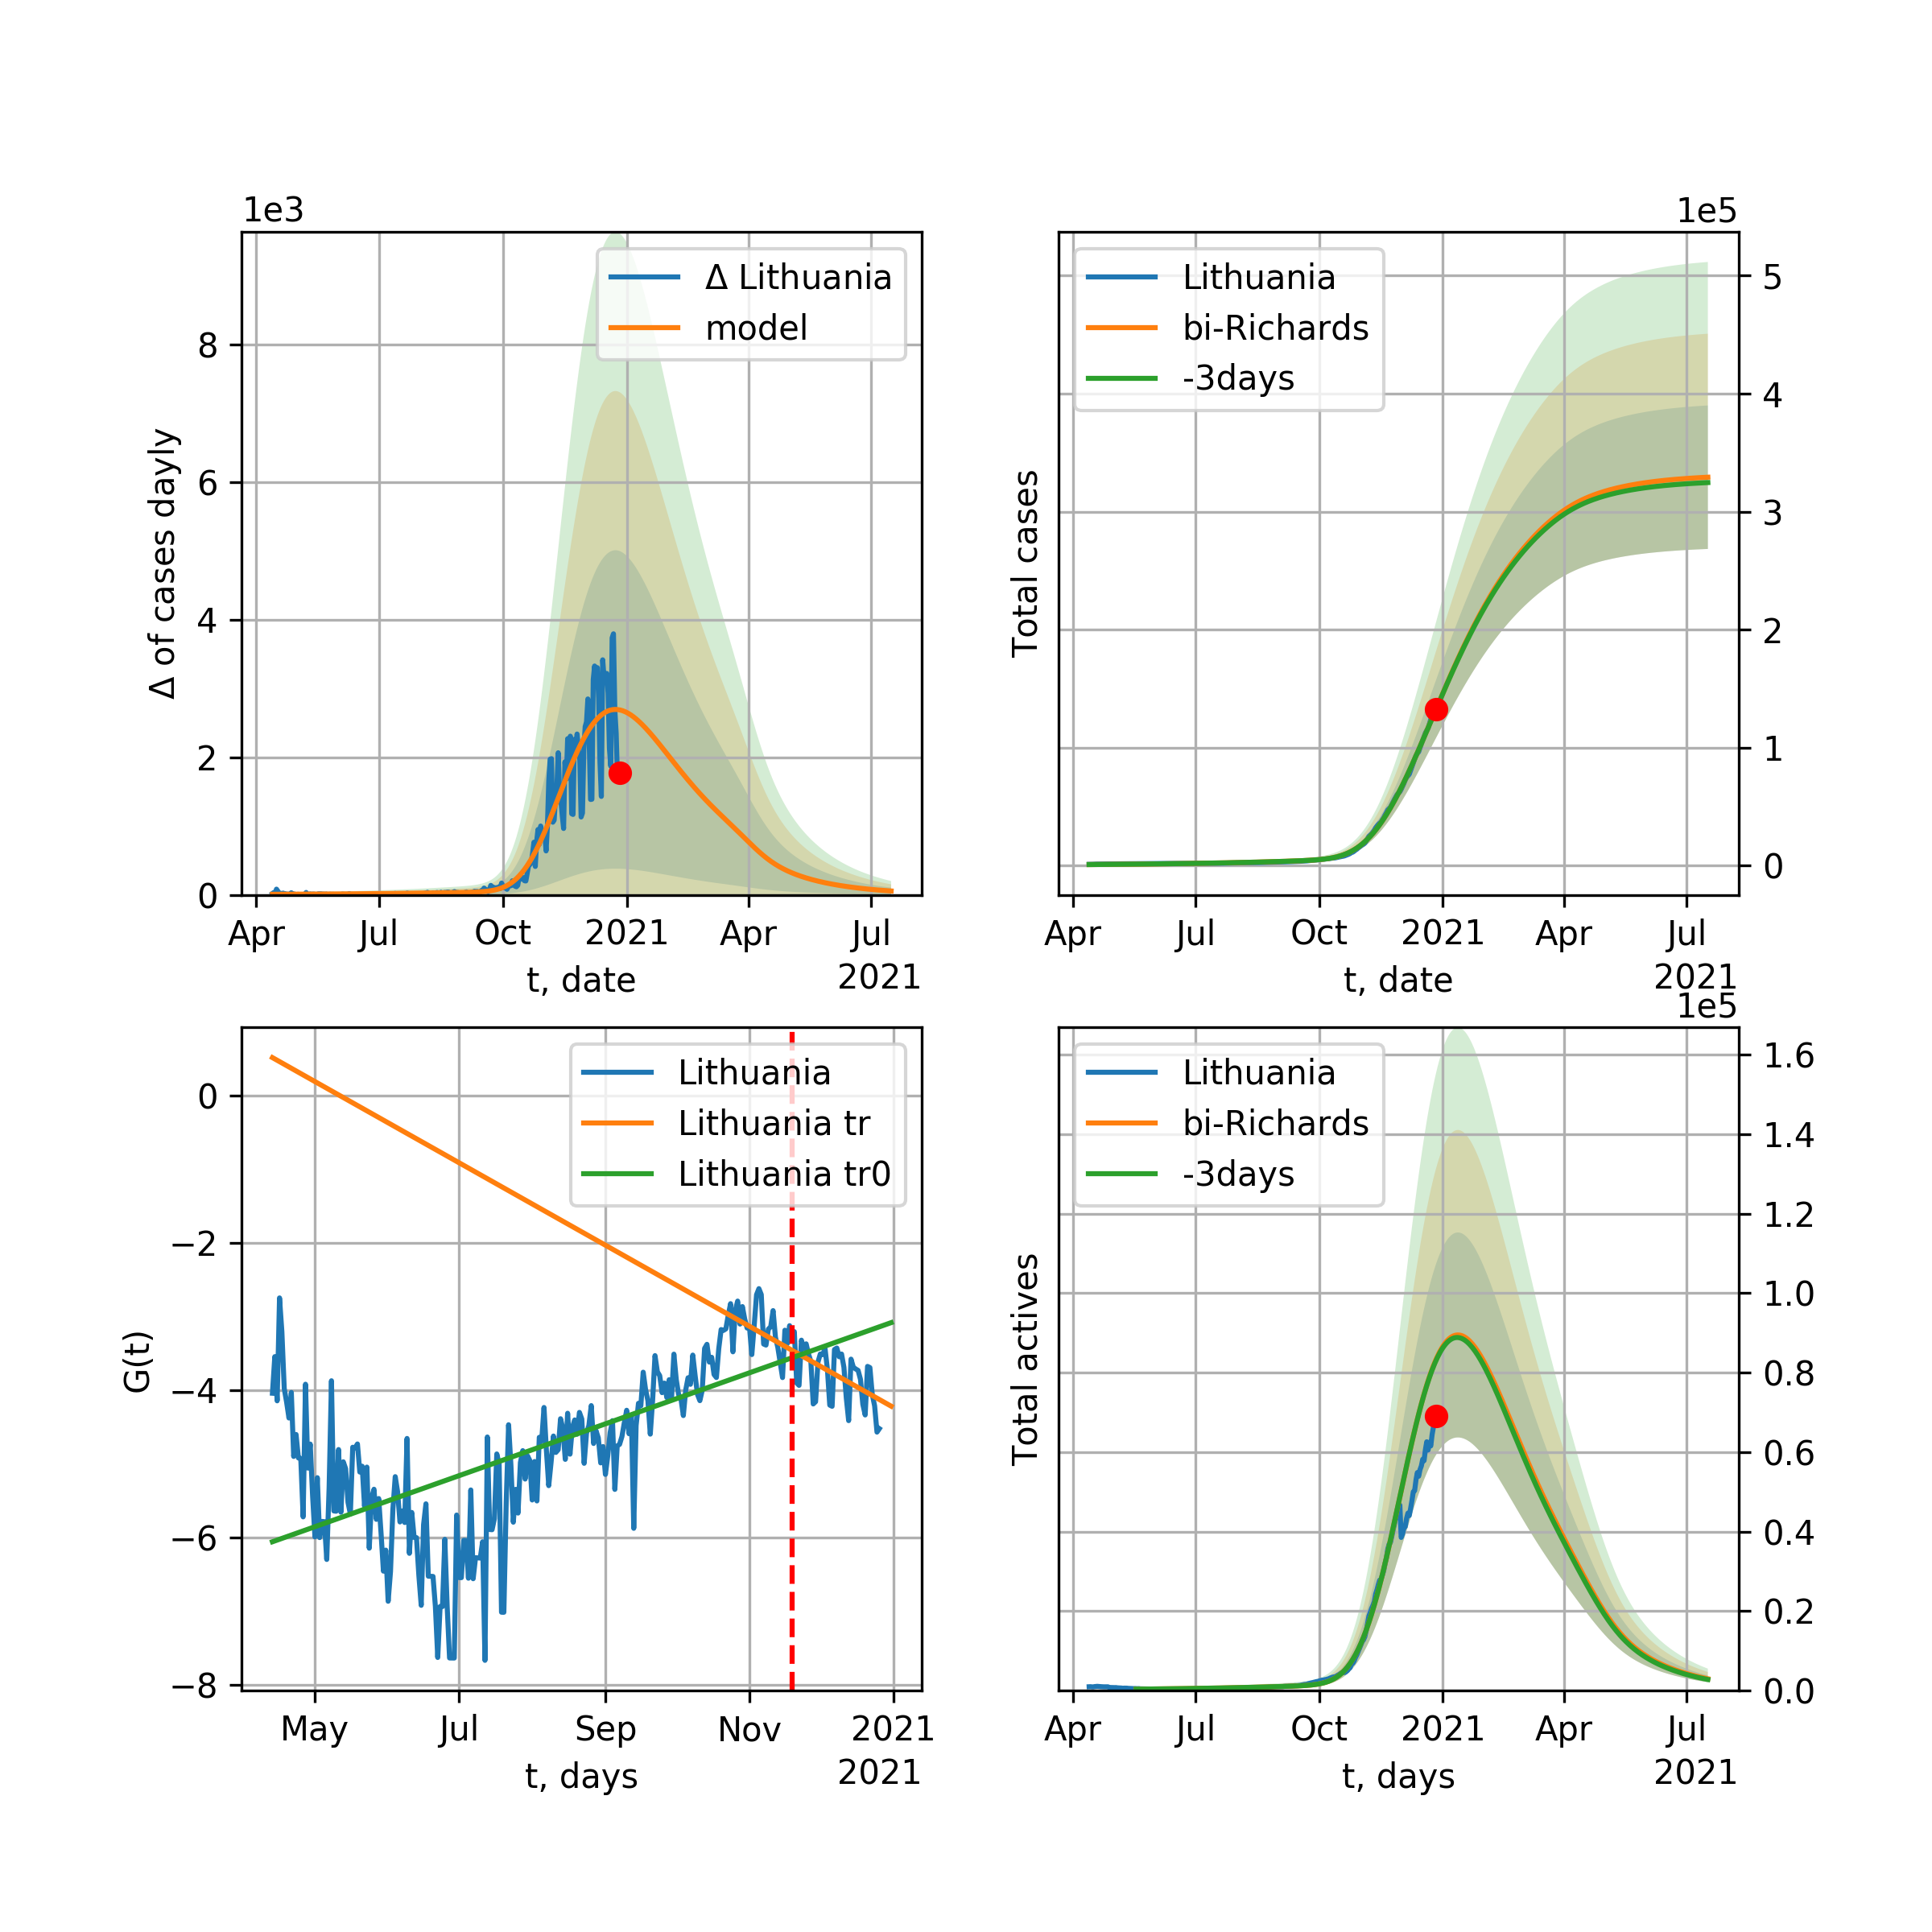 1e3
Δ Lithuania
model
Δ of cases dayly
8
6
4
2
0
Apr Jul Oct 2021 Apr Jul
2021
t, date
1e5
Lithuania
bi-Richards
-3days
Total cases
5
4
3
2
1
0
Apr Jul Oct 2021 Apr Jul
2021
t, date
Lithuania
Lithuania tr
Lithuania tr0
G(t)
0
−2
−4
−6
−8
May Jul Sep Nov 2021
2021
t, days
1e5
Lithuania
bi-Richards
-3days
Total actives
1.6
1.4
1.2
1.0
0.8
0.6
0.4
0.2
0.0
Apr Jul Oct 2021 Apr Jul
2021
t, days